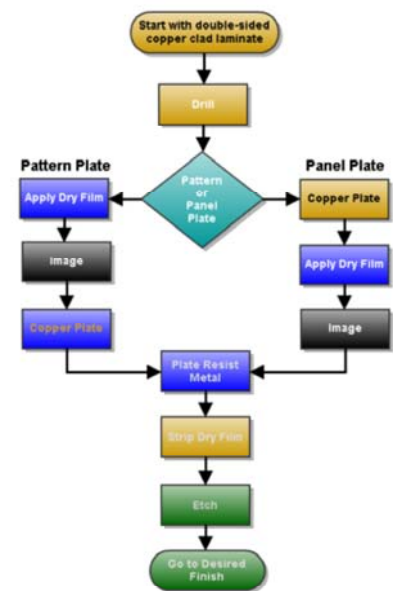 Start with double-sided
copper clad laminate
Drill
Pattern Plate
Panel Plate
Pattern
or
Panel
Plate
Apply Dry Film
Copper Plate
Image
Apply Dry Film
Copper Plate
Image
Plate Resist
Metal
Strip Dry Film
Etch
Go to Desired
Finish